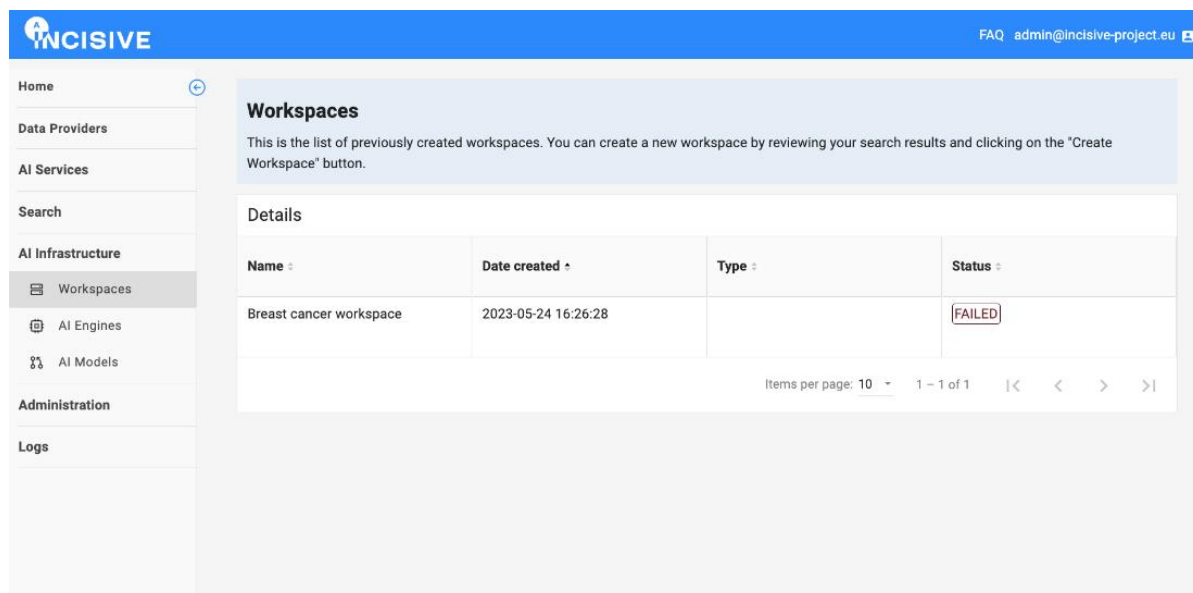 INCISIVE
FAQ admin@incisive-project.eu
Home
Data Providers
AI Services
Search
AI Infrastructure
Workspaces
AI Engines
AI Models
Administration
Logs
Workspaces
This is the list of previously created workspaces. You can create a new workspace by reviewing your search results and clicking on the "Create
Workspace" button.
Details
Name Date created Type Status
Breast cancer workspace 2023-05-24 16:26:28 FAILED
Items per page: 10 1 – 1 of 1